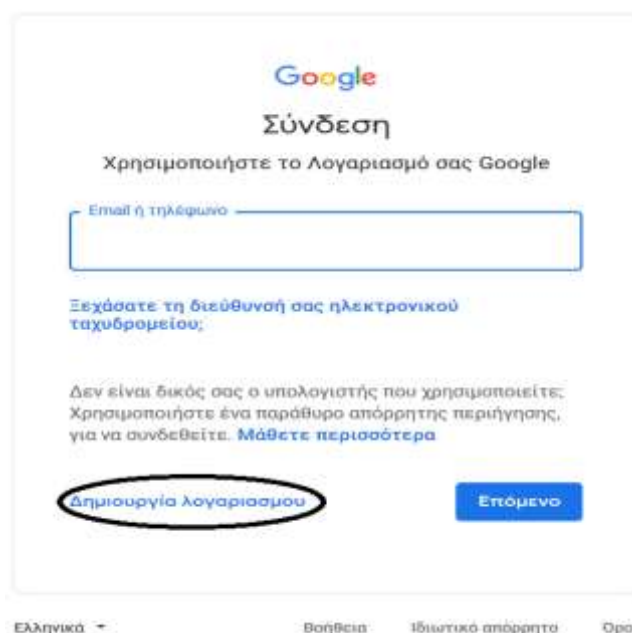 Google
Σύνδεση
Χρησιμοποιήστε το Λογαριασμό σας Google
Email ή τηλέφωνο
Ξεχάσατε τη διεύθυνσή σας ηλεκτρονικού
ταχυδρομείου;
Δεν είναι δικός σας ο υπολογιστής που χρησιμοποιείτε;
Χρησιμοποιήστε ένα παράθυρο απόρρητης περιήγησης,
για να συνδεθείτε. Μάθετε περισσότερα
Δημιουργία λογαριασμου
Επόμενο
Ελληνικά
Βοήθεια Ιδιωτικό απόρρητο Όρο